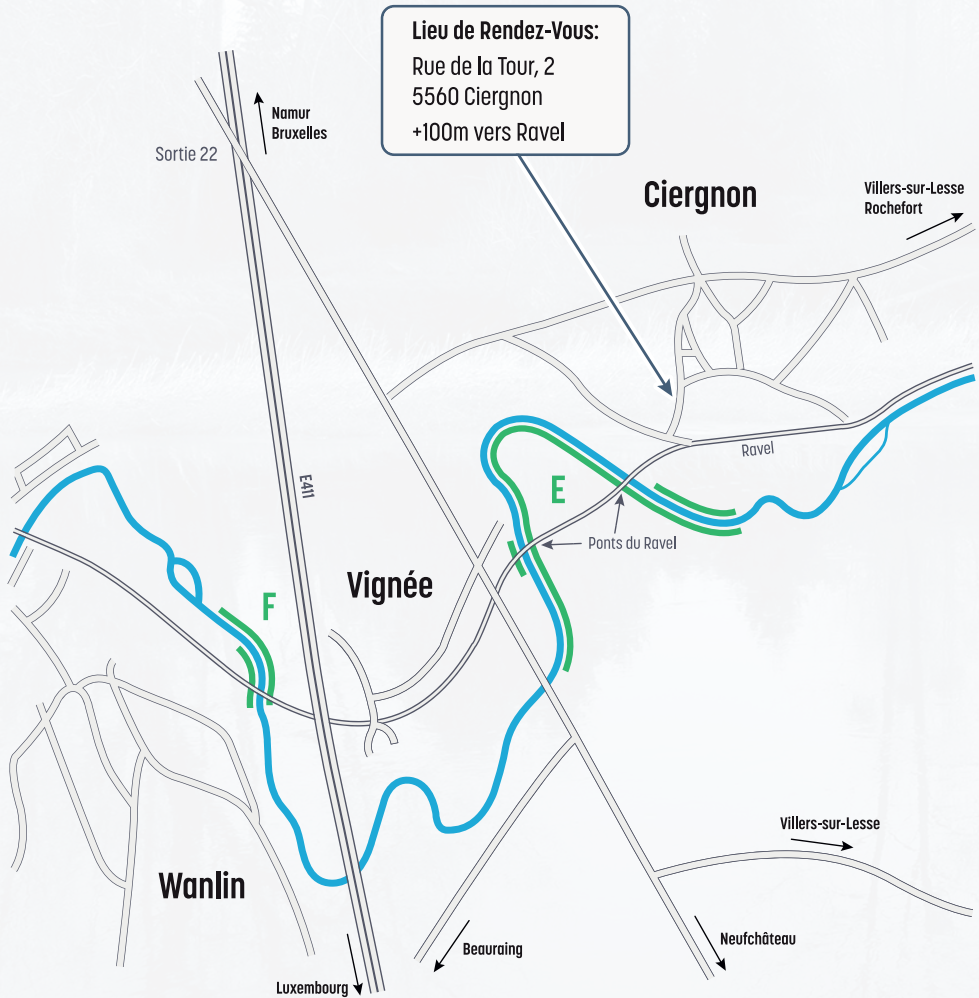 Lieu de Rendez-Vous:
Rue de la Tour, 2
5560 Ciergnon
+100m vers Ravel
Namur
Bruxelles
Sortie 22
Ciergnon
Villers-sur-Lesse
Rochefort
E411
Ravel
E
Ponts du Ravel
Vignée
F
Villers-sur-Lesse
Wanlin
Beauraing
Neufchâteau
Luxembourg